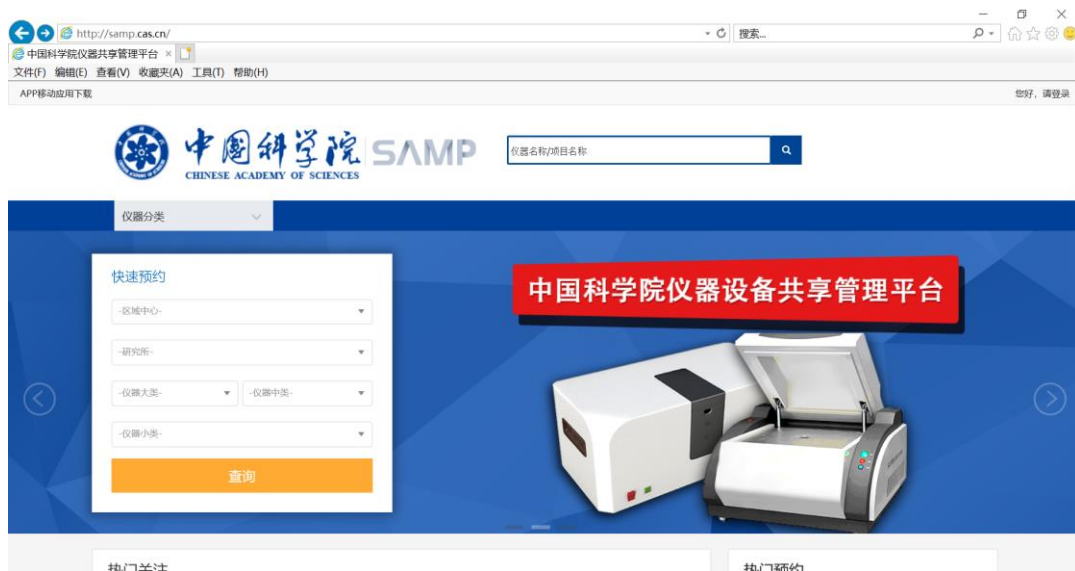 http://samp.cas.cn/
搜索...
中国科学院仪器共享管理平台
文件(F) 编辑(E) 查看(V) 收藏夹(A) 工具(T) 帮助(H)
APP移动应用下载
您好，请登录
中国科学院
CHINESE ACADEMY OF SCIENCES
SAMP
仪器名称/项目名称
仪器分类
快速预约
-区域中心-
-研究所-
-仪器大类-
-仪器中类-
-仪器小类-
查询
中国科学院仪器设备共享管理平台
热门关注
热门预约